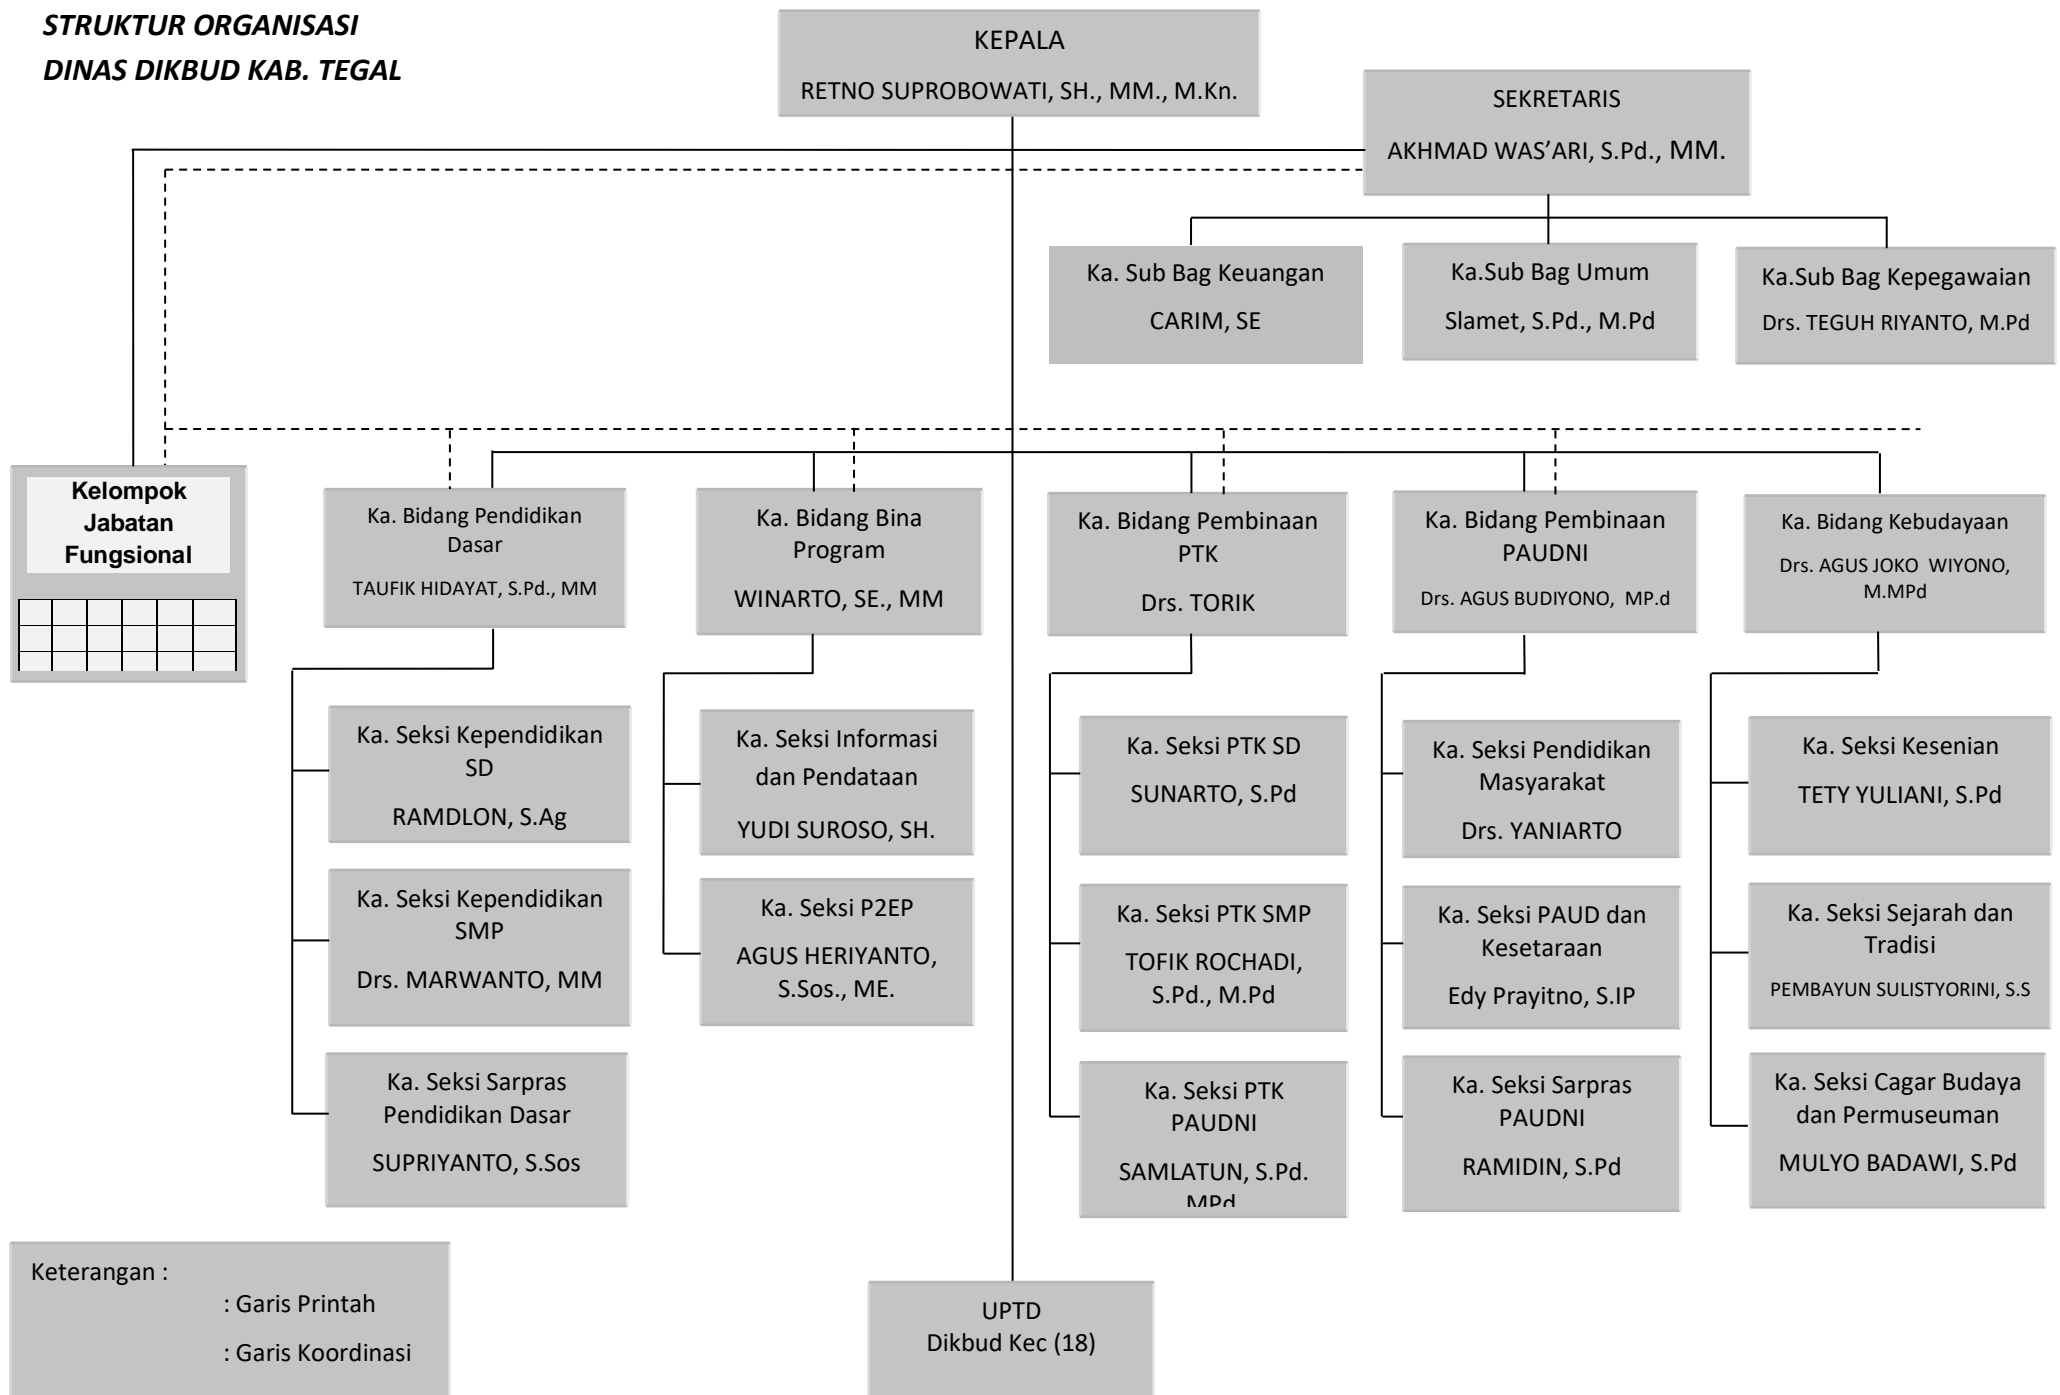 STRUKTUR ORGANISASI
DINAS DIKBUD KAB. TEGAL
KEPALA
RETNO SUPROBOWATI, SH., MM., M.Kn.
SEKRETARIS
AKHMAD WAS’ARI, S.Pd., MM.
Ka. Sub Bag Keuangan
CARIM, SE
Ka.Sub Bag Umum
Slamet, S.Pd., M.Pd
Ka.Sub Bag Kepegawaian
Drs. TEGUH RIYANTO, M.Pd
Kelompok
Jabatan
Fungsional
Ka. Bidang Pendidikan
Dasar
TAUFIK HIDAYAT, S.Pd., MM
Ka. Bidang Bina
Program
WINARTO, SE., MM
Ka. Bidang Pembinaan
PTK
Drs. TORIK
Ka. Bidang Pembinaan
PAUDNI
Drs. AGUS BUDIYONO, MP.d
Ka. Bidang Kebudayaan
Drs. AGUS JOKO WIYONO,
M.MPd
Ka. Seksi Kependidikan
SD
RAMDLON, S.Ag
Ka. Seksi Kependidikan
SMP
Drs. MARWANTO, MM
Ka. Seksi Sarpras
Pendidikan Dasar
SUPRIYANTO, S.Sos
Ka. Seksi Informasi
dan Pendataan
YUDI SUROSO, SH.
Ka. Seksi P2EP
AGUS HERIYANTO,
S.Sos., ME.
Ka. Seksi PTK SD
SUNARTO, S.Pd
Ka. Seksi PTK SMP
TOFIK ROCHADI,
S.Pd., M.Pd
Ka. Seksi PTK
PAUDNI
SAMLATUN, S.Pd.
MPd
Ka. Seksi Pendidikan
Masyarakat
Drs. YANIARTO
Ka. Seksi PAUD dan
Kesetaraan
Edy Prayitno, S.IP
Ka. Seksi Sarpras
PAUDNI
RAMIDIN, S.Pd
Ka. Seksi Kesenian
TETY YULIANI, S.Pd
Ka. Seksi Sejarah dan
Tradisi
PEMBAYUN SULISTYORINI, S.S
Ka. Seksi Cagar Budaya
dan Permuseuman
MULYO BADAWI, S.Pd
Keterangan :
: Garis Printah
: Garis Koordinasi
UPTD
Dikbud Kec (18)